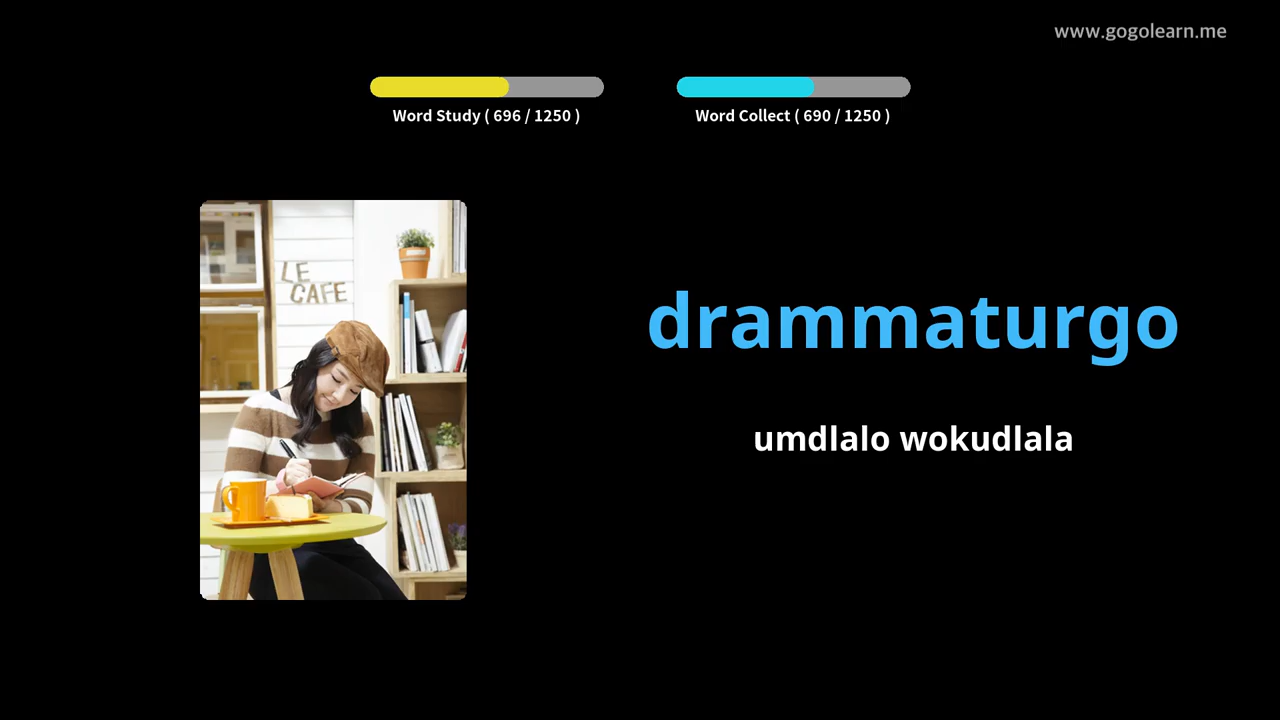 www.gogolearn.me
Word Study ( 696 / 1250 )
Word Collect ( 690 / 1250 )
LE
CAFE
drammaturgo
umdlalo wokudlala